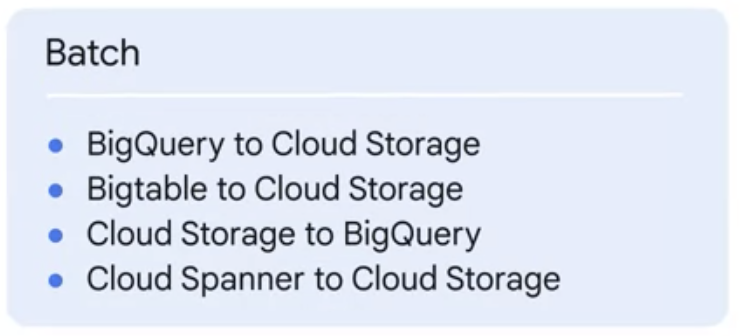 Batch
• BigQuery to Cloud Storage
• Bigtable to Cloud Storage
• Cloud Storage to BigQuery
• Cloud Spanner to Cloud Storage